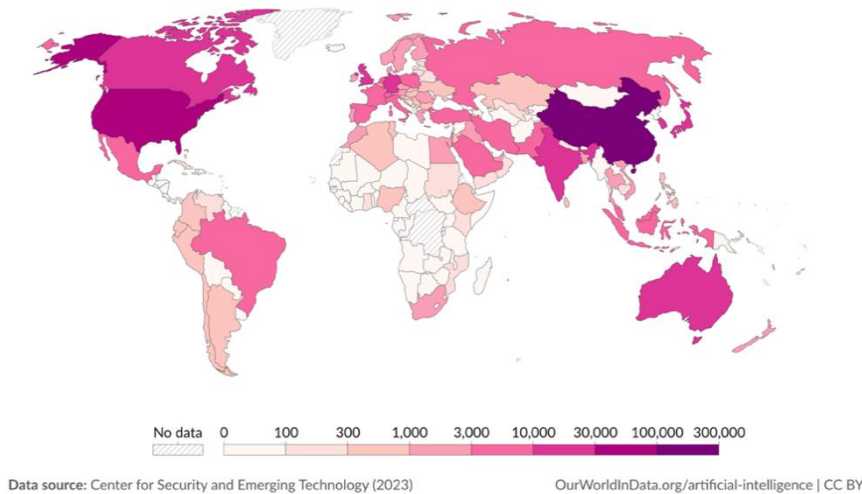 No data 0 100 300 1,000 3,000 10,000 30,000 100,000 300,000
Data source: Center for Security and Emerging Technology (2023) OurWorldInData.org/artificial-intelligence | CC BY